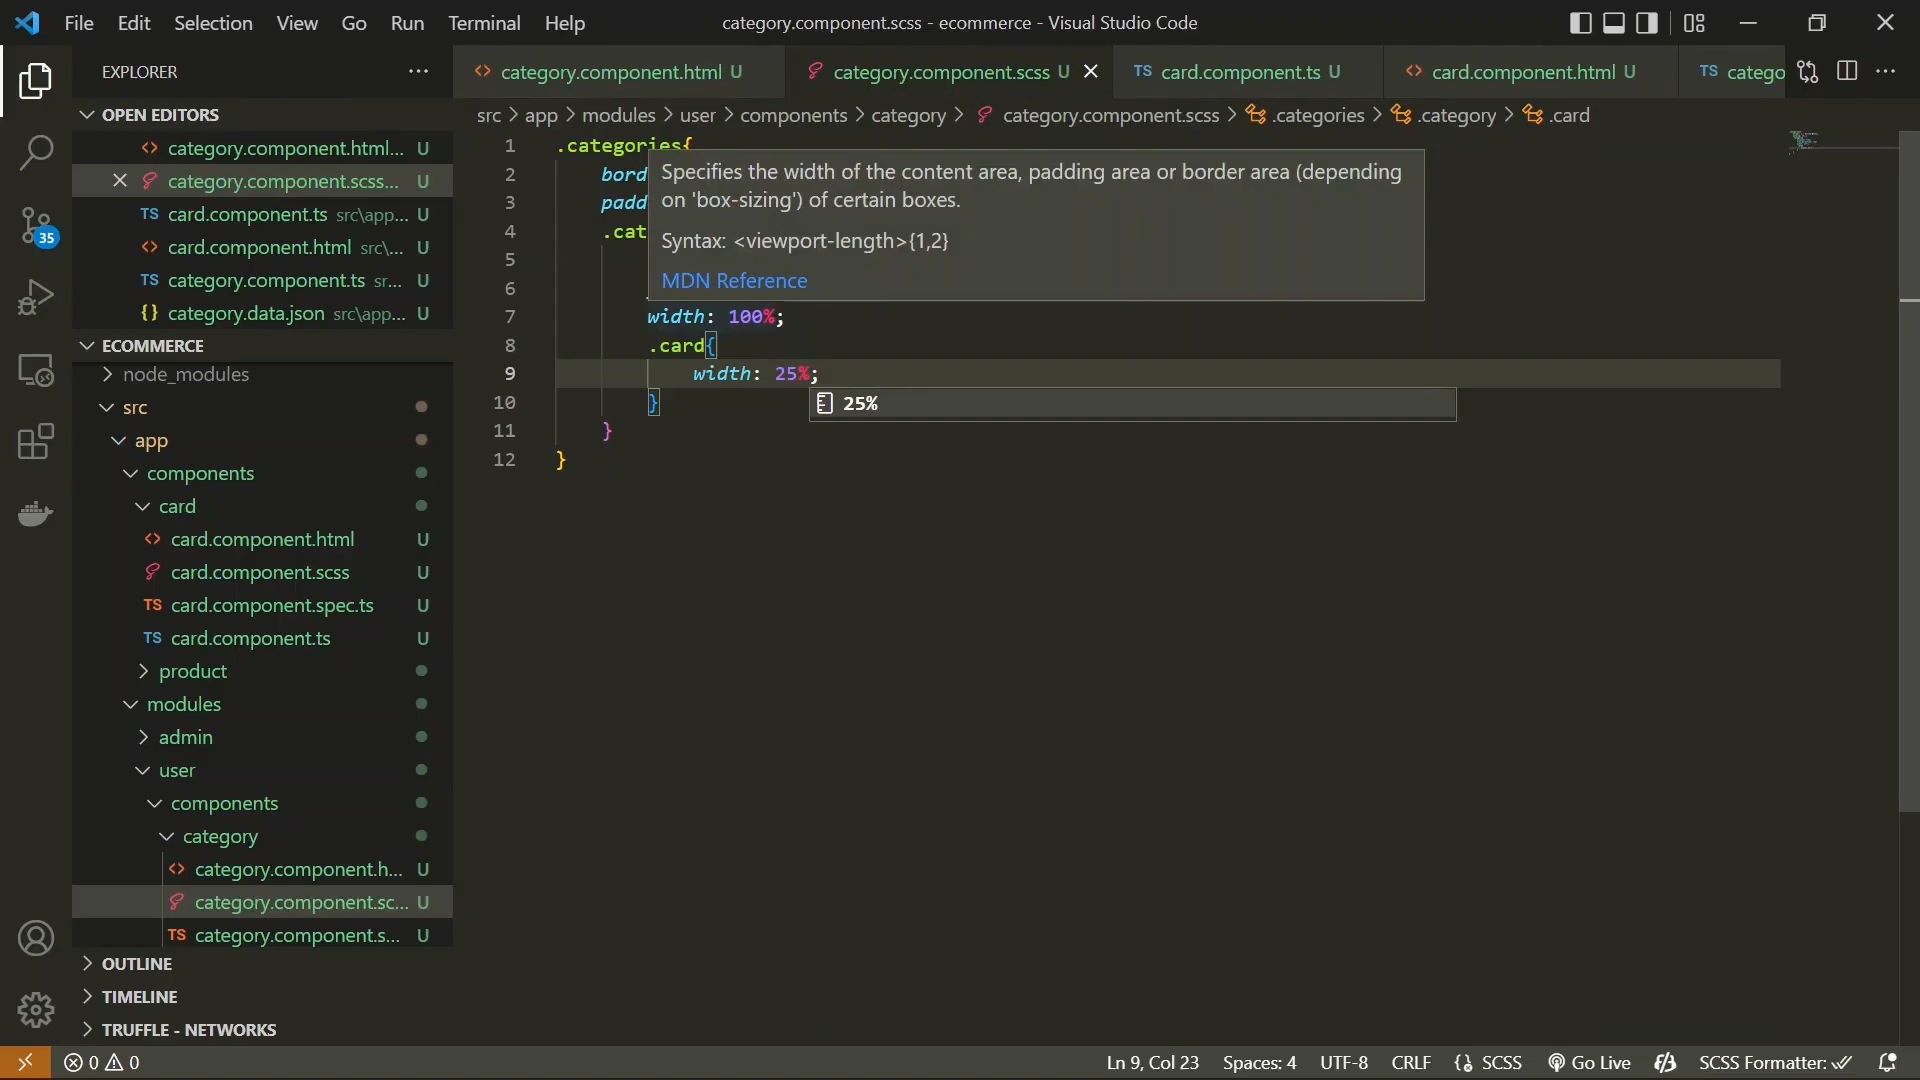 File Edit Selection View Go Run Terminal Help category.component.scss - ecommerce - Visual Studio Code
EXPLORER
category.component.html U category.component.scss U TS card.component.ts U card.component.html U TS catego
OPEN EDITORS
src > app > modules > user > components > category > category.component.scss > .categories > .category > .card
category.component.html... U
category.component.scss... U
TS card.component.ts src\app... U
card.component.html src\... U
TS category.component.ts sr... U
{} category.data.json src\app... U
ECOMMERCE
node_modules
src
app
components
card
card.component.html U
card.component.scss U
TS card.component.spec.ts U
TS card.component.ts U
product
modules
admin
user
components
category
category.component.h... U
category.component.sc... U
TS category.component.s... U
OUTLINE
TIMELINE
TRUFFLE - NETWORKS
35
1 .categories{
2 bord
3 padd
4 .cat
5
6
7 width: 100%;
8 .card{
9 width: 25%;
10 }
11 }
12 }
Specifies the width of the content area, padding area or border area (depending
on 'box-sizing') of certain boxes.
Syntax: <viewport-length>{1,2}
MDN Reference
25%
0 0 Ln 9, Col 23 Spaces: 4 UTF-8 CRLF {} SCSS Go Live SCSS Formatter: